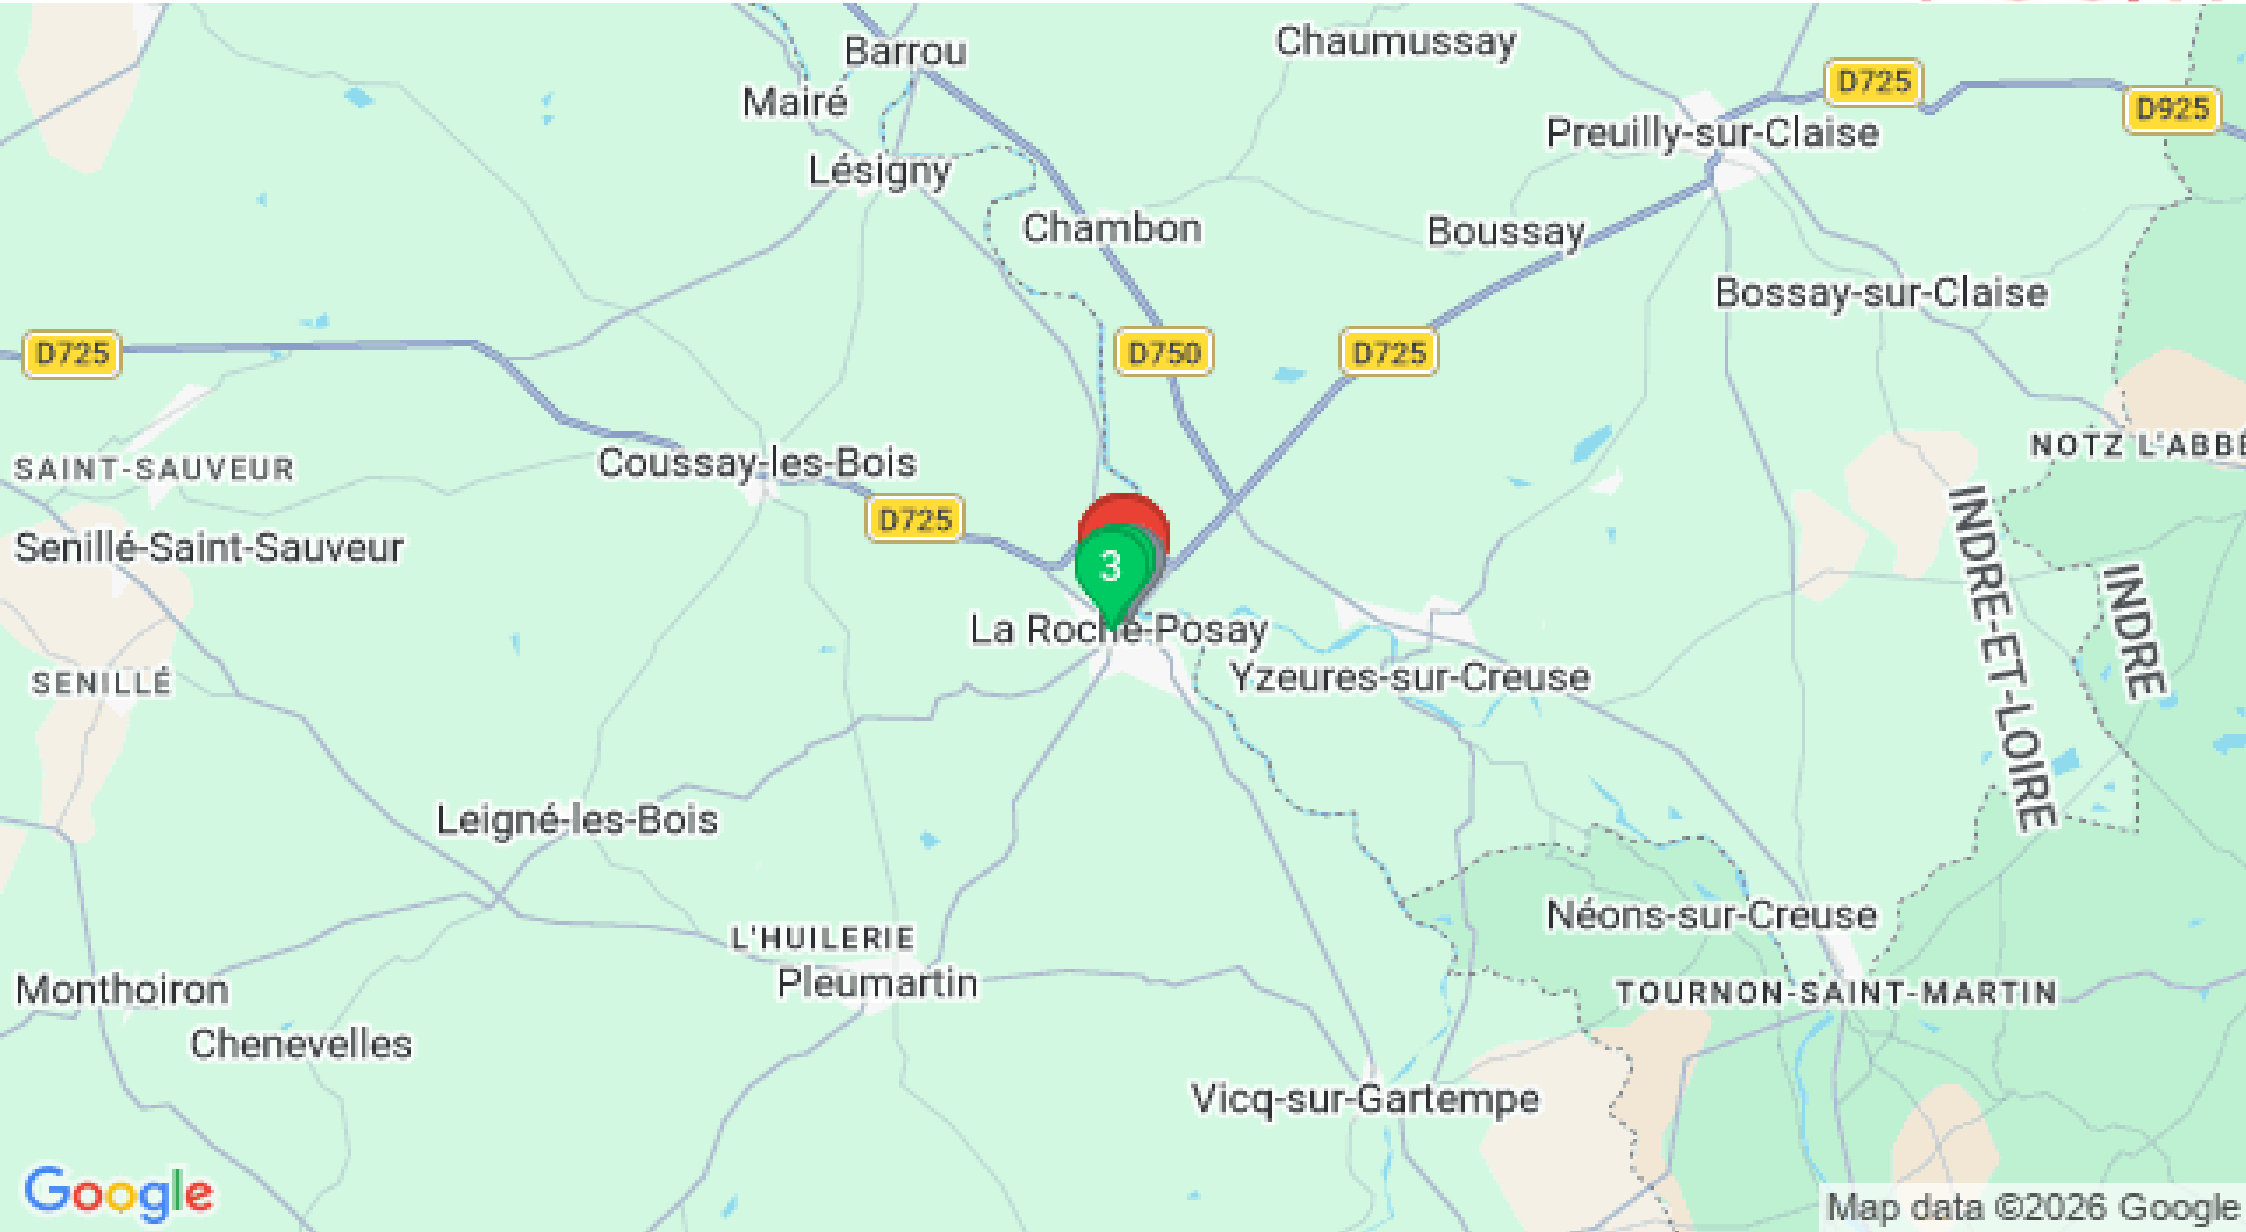 Barrou
Chaumussay
Mairé
D725
D925
Preuilly-sur-Claise
Lésigny
Chambon
Boussay
Bossay-sur-Claise
D725
D750
D725
NOTZ L'ABBÉ
SAINT-SAUVEUR
Coussay-les-Bois
D725
Senillé-Saint-Sauveur
3
INDRE-ET-LOIRE
INDRE
La Roche-Posay
Yzeures-sur-Creuse
SENILLÉ
Leigné-les-Bois
Néons-sur-Creuse
L'HUILERIE
Pleumartin
Monthoiron
TOURNON-SAINT-MARTIN
Chenevelles
Vicq-sur-Gartempe
Google
Map data ©2026 Google